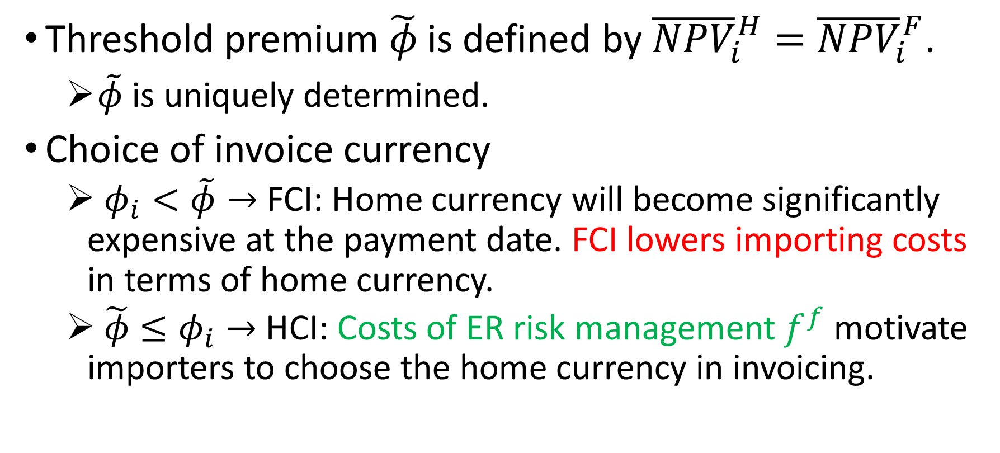 • Threshold premium $\widetilde{\phi}$ is defined by $\overline{NPV}_i^H = \overline{NPV}_i^F$.
➢ $\tilde{\phi}$ is uniquely determined.
• Choice of invoice currency
➢ $\phi_i < \tilde{\phi}$ → FCI: Home currency will become significantly
expensive at the payment date. FCI lowers importing costs
in terms of home currency.
➢ $\widetilde{\phi} \leq \phi_i$ → HCI: Costs of ER risk management $f^f$ motivate
importers to choose the home currency in invoicing.